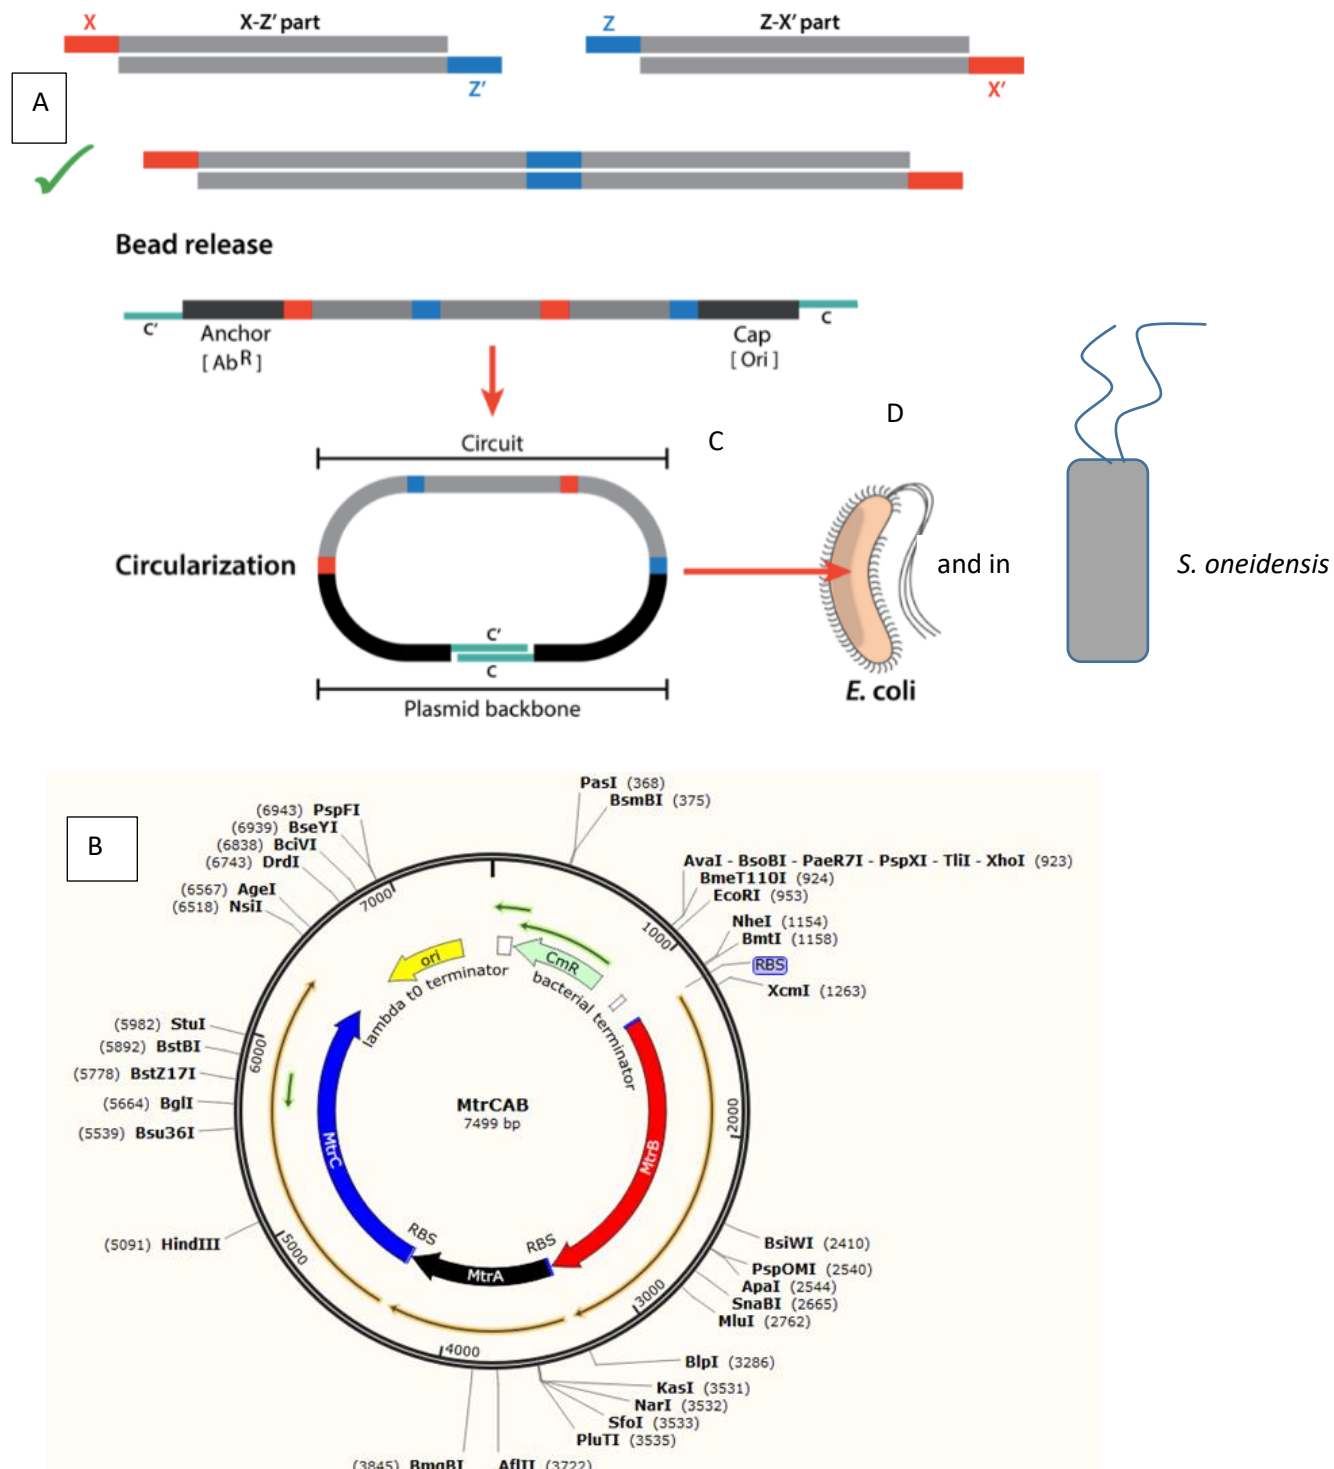 X
X-Z' part
Z
Z-X' part
Z'
X'
A
Bead release
C'
Anchor
[ AbR ]
Cap
[ Ori ]
C
D
C
Circuit
Circularization
and in
S. oneidensis
C'
C
E. coli
Plasmid backbone
B
PasI (368)
BsmBI (375)
(6943) PspFI
(6939) BseYI
(6838) BciVI
(6743) DrdI
(6567) AgeI
(6518) NsiI
AvaI - BsoBI - PaeR7I - PspXI - TliI - XhoI (923)
BmeT110I (924)
EcoRI (953)
NheI (1154)
BmtI (1158)
RBS
XcmI (1263)
7000
1000
ori
CmR
lambda t0 terminator
bacterial terminator
(5982) StuI
(5892) BstBI
(5778) BstZ17I
(5664) BglI
(5539) Bsu36I
6000
2000
MtrCAB
7499 bp
MtrC
MtrB
(5091) HindIII
5000
RBS
RBS
MtrA
3000
4000
BsiWI (2410)
PspOMI (2540)
ApaI (2544)
SnaBI (2665)
MluI (2762)
BlpI (3286)
KasI (3531)
NarI (3532)
SfoI (3533)
PluTI (3535)
(3845) BmgBI
AflII (3722)